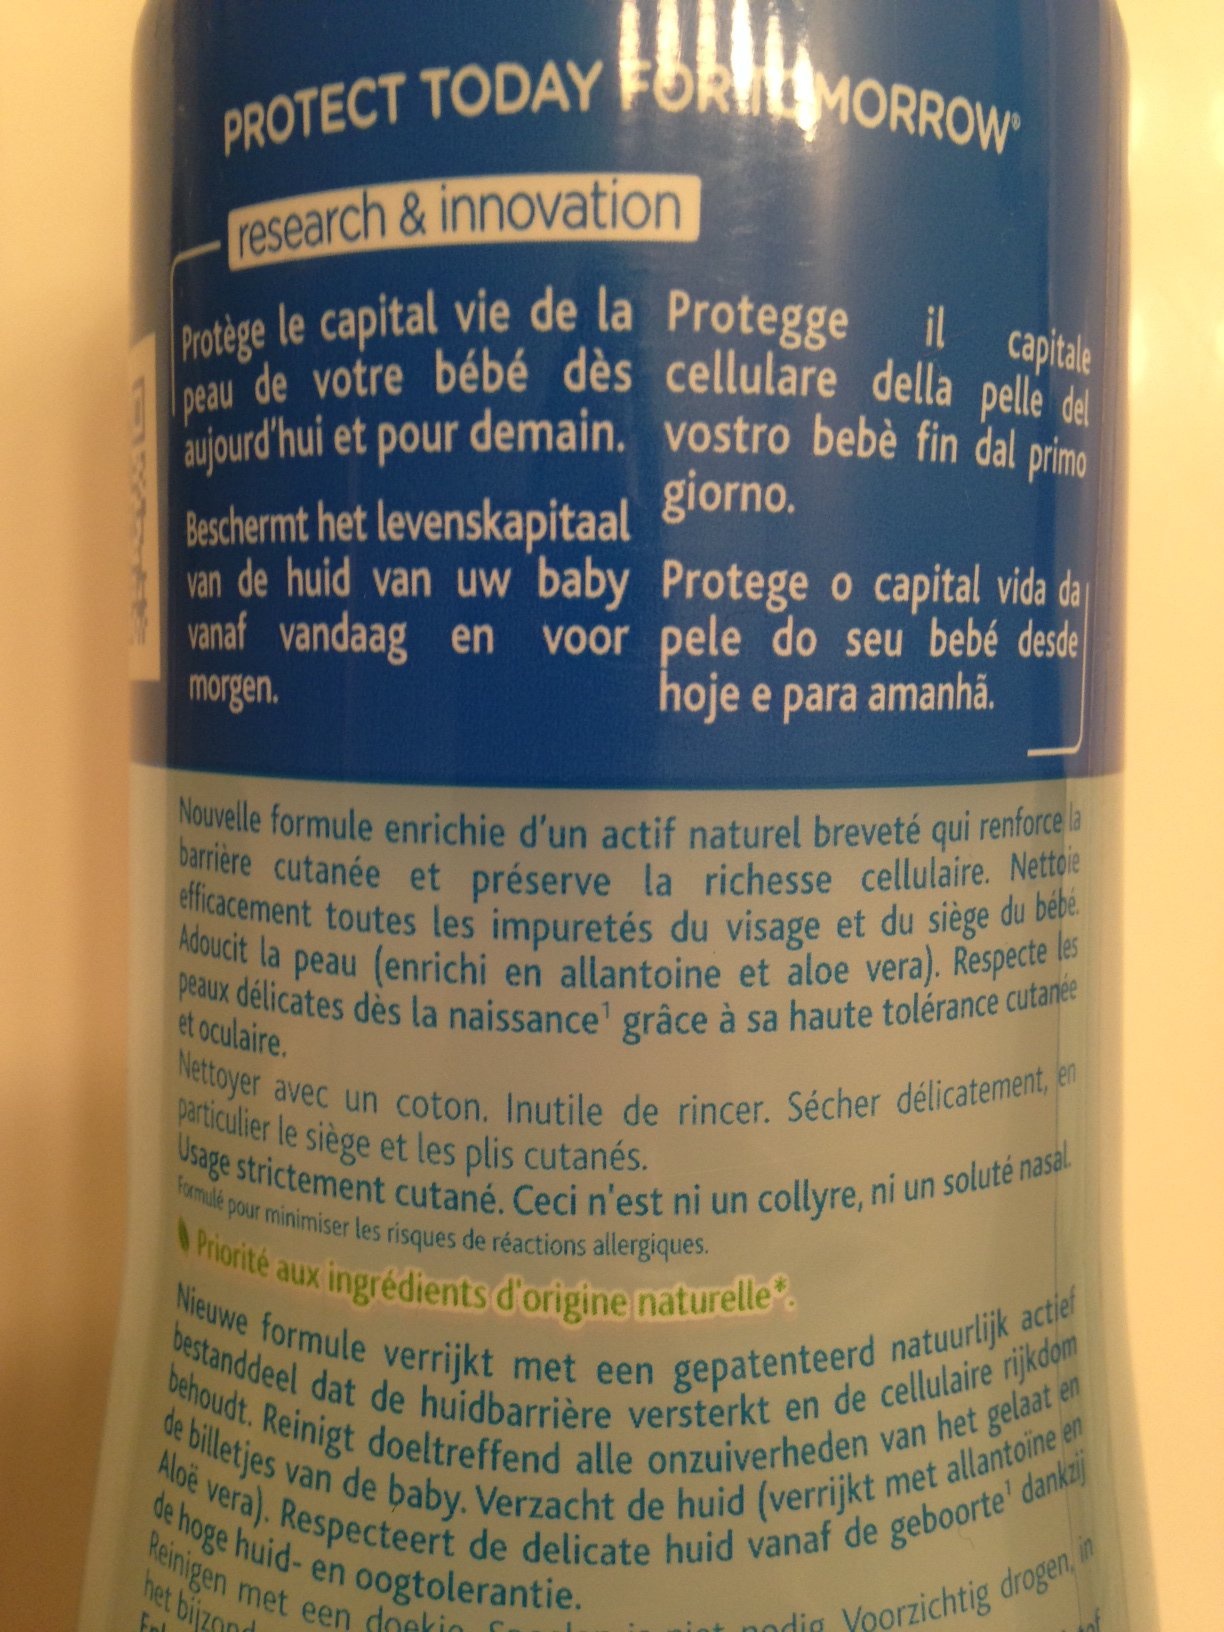 PROTECT TODAY FOR TOMORROW®
research & innovation
Protège le capital vie de la
peau de votre bébé dès
aujourd'hui et pour demain.
Beschermt het levenskapitaal
van de huid van uw baby
vanaf vandaag en voor
morgen.
Protegge il capitale
cellulare della pelle del
vostro bebè fin dal primo
giorno.
Protege o capital vida da
pele do seu bebé desde
hoje e para amanhã.
Nouvelle formule enrichie d'un actif naturel breveté qui renforce la
barrière cutanée et préserve la richesse cellulaire. Nettoie
efficacement toutes les impuretés du visage et du siège du bébé.
Adoucit la peau (enrichi en allantoine et aloe vera). Respecte les
peaux délicates dès la naissance¹ grâce à sa haute tolérance cutanée
et oculaire.
Nettoyer avec un coton. Inutile de rincer. Sécher délicatement, en
particulier le siège et les plis cutanés.
Usage strictement cutané. Ceci n'est ni un collyre, ni un soluté nasal.
Formulé pour minimiser les risques de réactions allergiques.
Priorité aux ingrédients d'origine naturelle*.
Nieuwe formule verrijkt met een gepatenteerd natuurlijk actief
bestanddeel dat de huidbarrière versterkt en de cellulaire rijkdom
behoudt. Reinigt doeltreffend alle onzuiverheden van het gelaat en
de billetjes van de baby. Verzacht de huid (verrijkt met allantoïne en
Aloë vera). Respecteert de delicate huid vanaf de geboorte¹ dankzij
de hoge huid- en oogtolerantie.
Reinigen met een doekje. Spoelen is niet nodig. Voorzichtig drogen, in
het